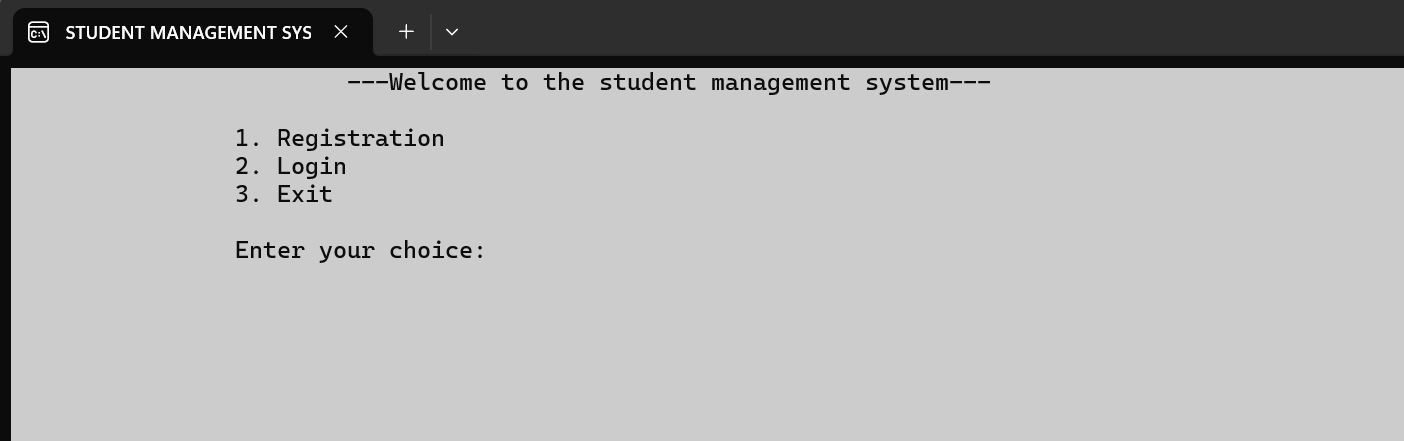 STUDENT MANAGEMENT SYS
---Welcome to the student management system---
1. Registration
2. Login
3. Exit
Enter your choice: